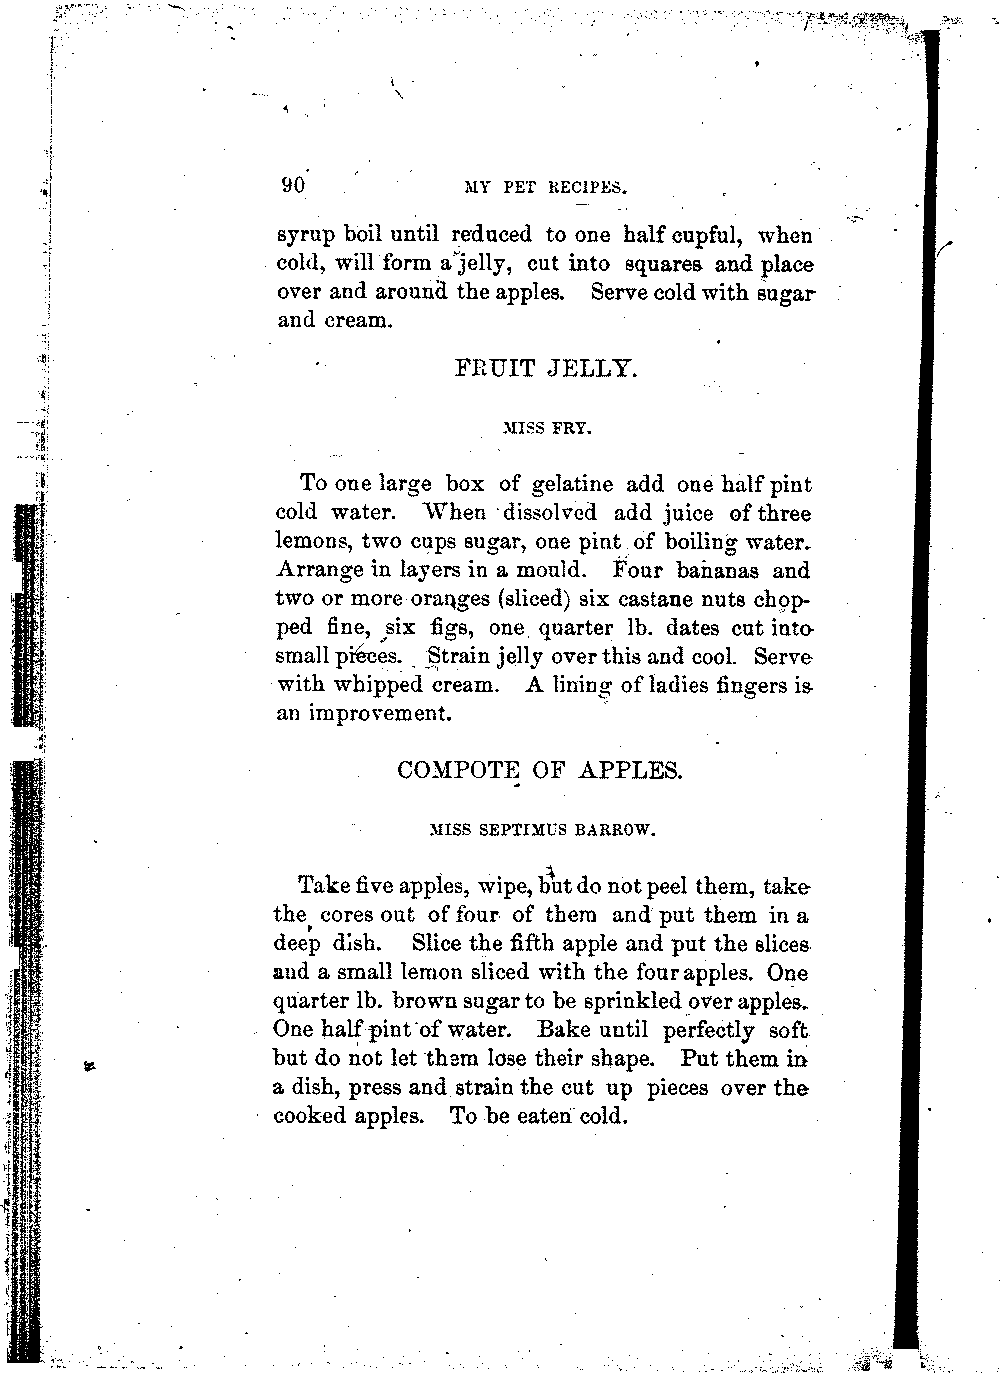 90 MY PET RECIPES.
syrup boil until reduced to one half cupful, when
cold, will form a jelly, cut into squares and place
over and around the apples. Serve cold with sugar
and cream.
FRUIT JELLY.
MISS FRY.
To one large box of gelatine add one half pint
cold water. When dissolved add juice of three
lemons, two cups sugar, one pint of boiling water.
Arrange in layers in a mould. Four bananas and
two or more oranges (sliced) six castane nuts chop-
ped fine, six figs, one quarter lb. dates cut into
small pieces. Strain jelly over this and cool. Serve
with whipped cream. A lining of ladies fingers is
an improvement.
COMPOTE OF APPLES.
MISS SEPTIMUS BARROW.
Take five apples, wipe, but do not peel them, take
the cores out of four of them and put them in a
deep dish. Slice the fifth apple and put the slices
and a small lemon sliced with the four apples. One
quarter lb. brown sugar to be sprinkled over apples.
One half pint of water. Bake until perfectly soft
but do not let them lose their shape. Put them in
a dish, press and strain the cut up pieces over the
cooked apples. To be eaten cold.